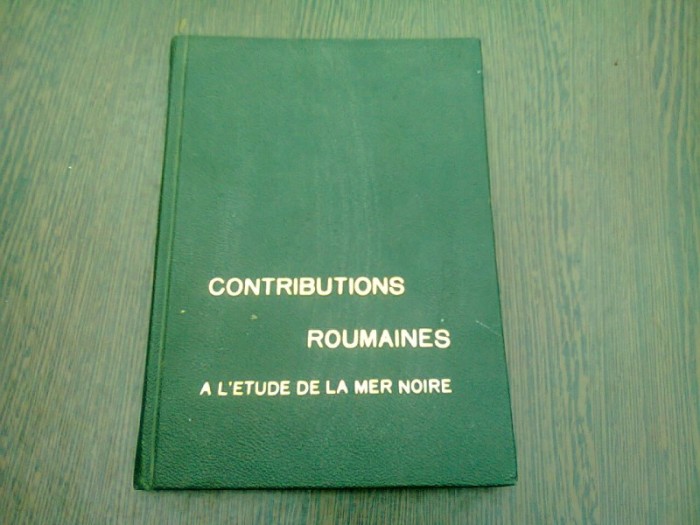 CONTRIBUTIONS
ROUMAINES
A L'ETUDE DE LA MER NOIRE